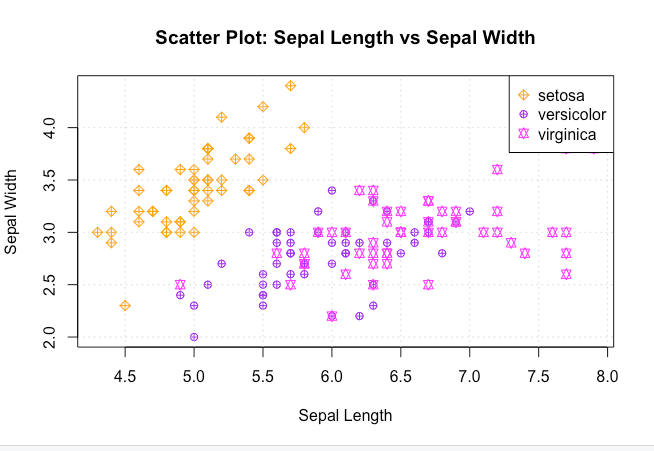 Scatter Plot: Sepal Length vs Sepal Width
setosa
versicolor
virginica
Sepal Width
4.0
3.5
3.0
2.5
2.0
4.5 5.0 5.5 6.0 6.5 7.0 7.5 8.0
Sepal Length